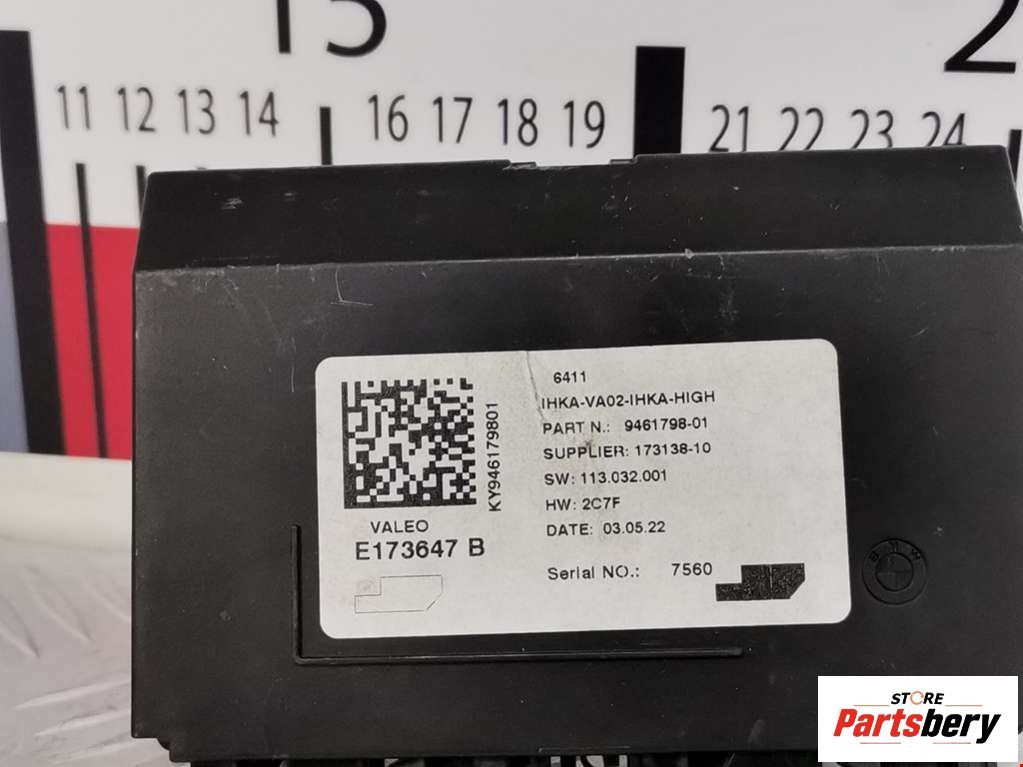 15
11 12 13 14 16 17 18 19 21 22 23 24
6411
IHKA-VA02-IHKA-HIGH
PART N.: 9461798-01
SUPPLIER: 173138-10
SW: 113.032.001
HW: 2C7F
DATE: 03.05.22
Serial NO.: 7560
KY946179801
VALEO
E173647 B
BMW
STORE
Partsbery